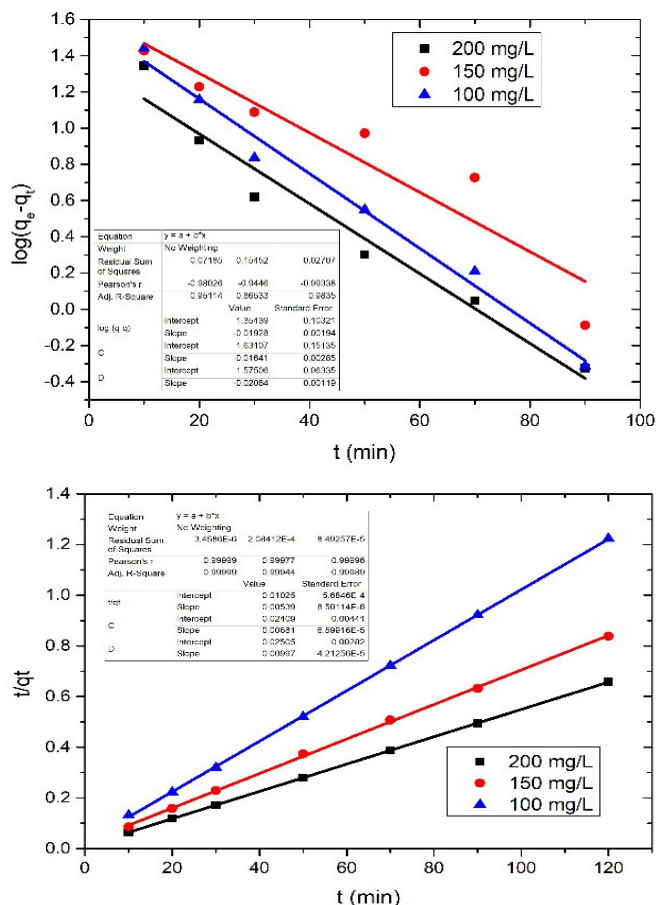 1.6
1.4
1.2
1.0
0.8
0.6
0.4
0.2
0.0
-0.2
-0.4
log(qe-qt)
200 mg/L
150 mg/L
100 mg/L
Equation y = a + b*x
Weight No Weighting
Residual Sum of Squares 0.07185 0.15452 0.02707
Pearson's r -0.98026 -0.9446 -0.99338
Adj. R-Square 0.95114 0.86533 0.9835
Value Standard Error
Intercept 1.35439 0.10321
Slope -0.01928 0.00194
Intercept 1.63107 0.15135
C Slope 0.01641 0.00285
Intercept 1.57506 0.06335
D Slope -0.02064 0.00119
0 20 40 60 80 100
t (min)
1.4
1.2
1.0
0.8
0.6
0.4
0.2
0.0
t/qt
Equation y = a + b*x
Weight No Weighting
Residual Sum of Squares 3.4586E-6 2.08412E-4 8.49257E-5
Pearson's r 0.99999 0.99977 0.99996
Adj. R-Square 0.99999 0.99944 0.99989
Value Standard Error
t/qt Intercept 0.01025 5.6846E-4
Slope 0.00539 8.50114E-6
Intercept 0.02409 0.00441
C Slope 0.00681 6.59916E-5
Intercept 0.02505 0.00282
D Slope 0.00997 4.21256E-5
200 mg/L
150 mg/L
100 mg/L
0 20 40 60 80 100 120
t (min)